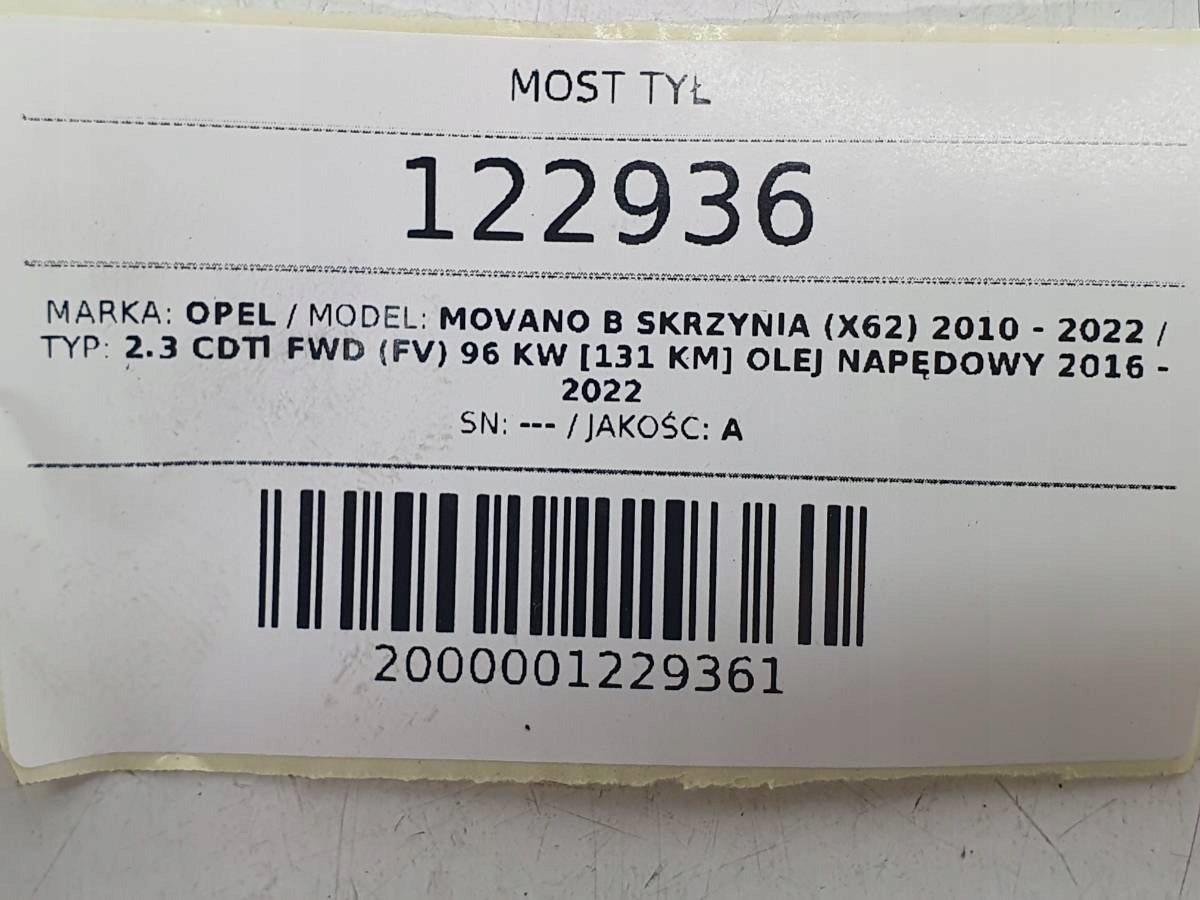 MOST TYŁ
122936
MARKA: OPEL / MODEL: MOVANO B SKRZYNIA (X62) 2010 - 2022 /
TYP: 2.3 CDTI FWD (FV) 96 KW [131 KM] OLEJ NAPĘDOWY 2016 -
2022
SN: --- / JAKOŚC: A
2000001229361